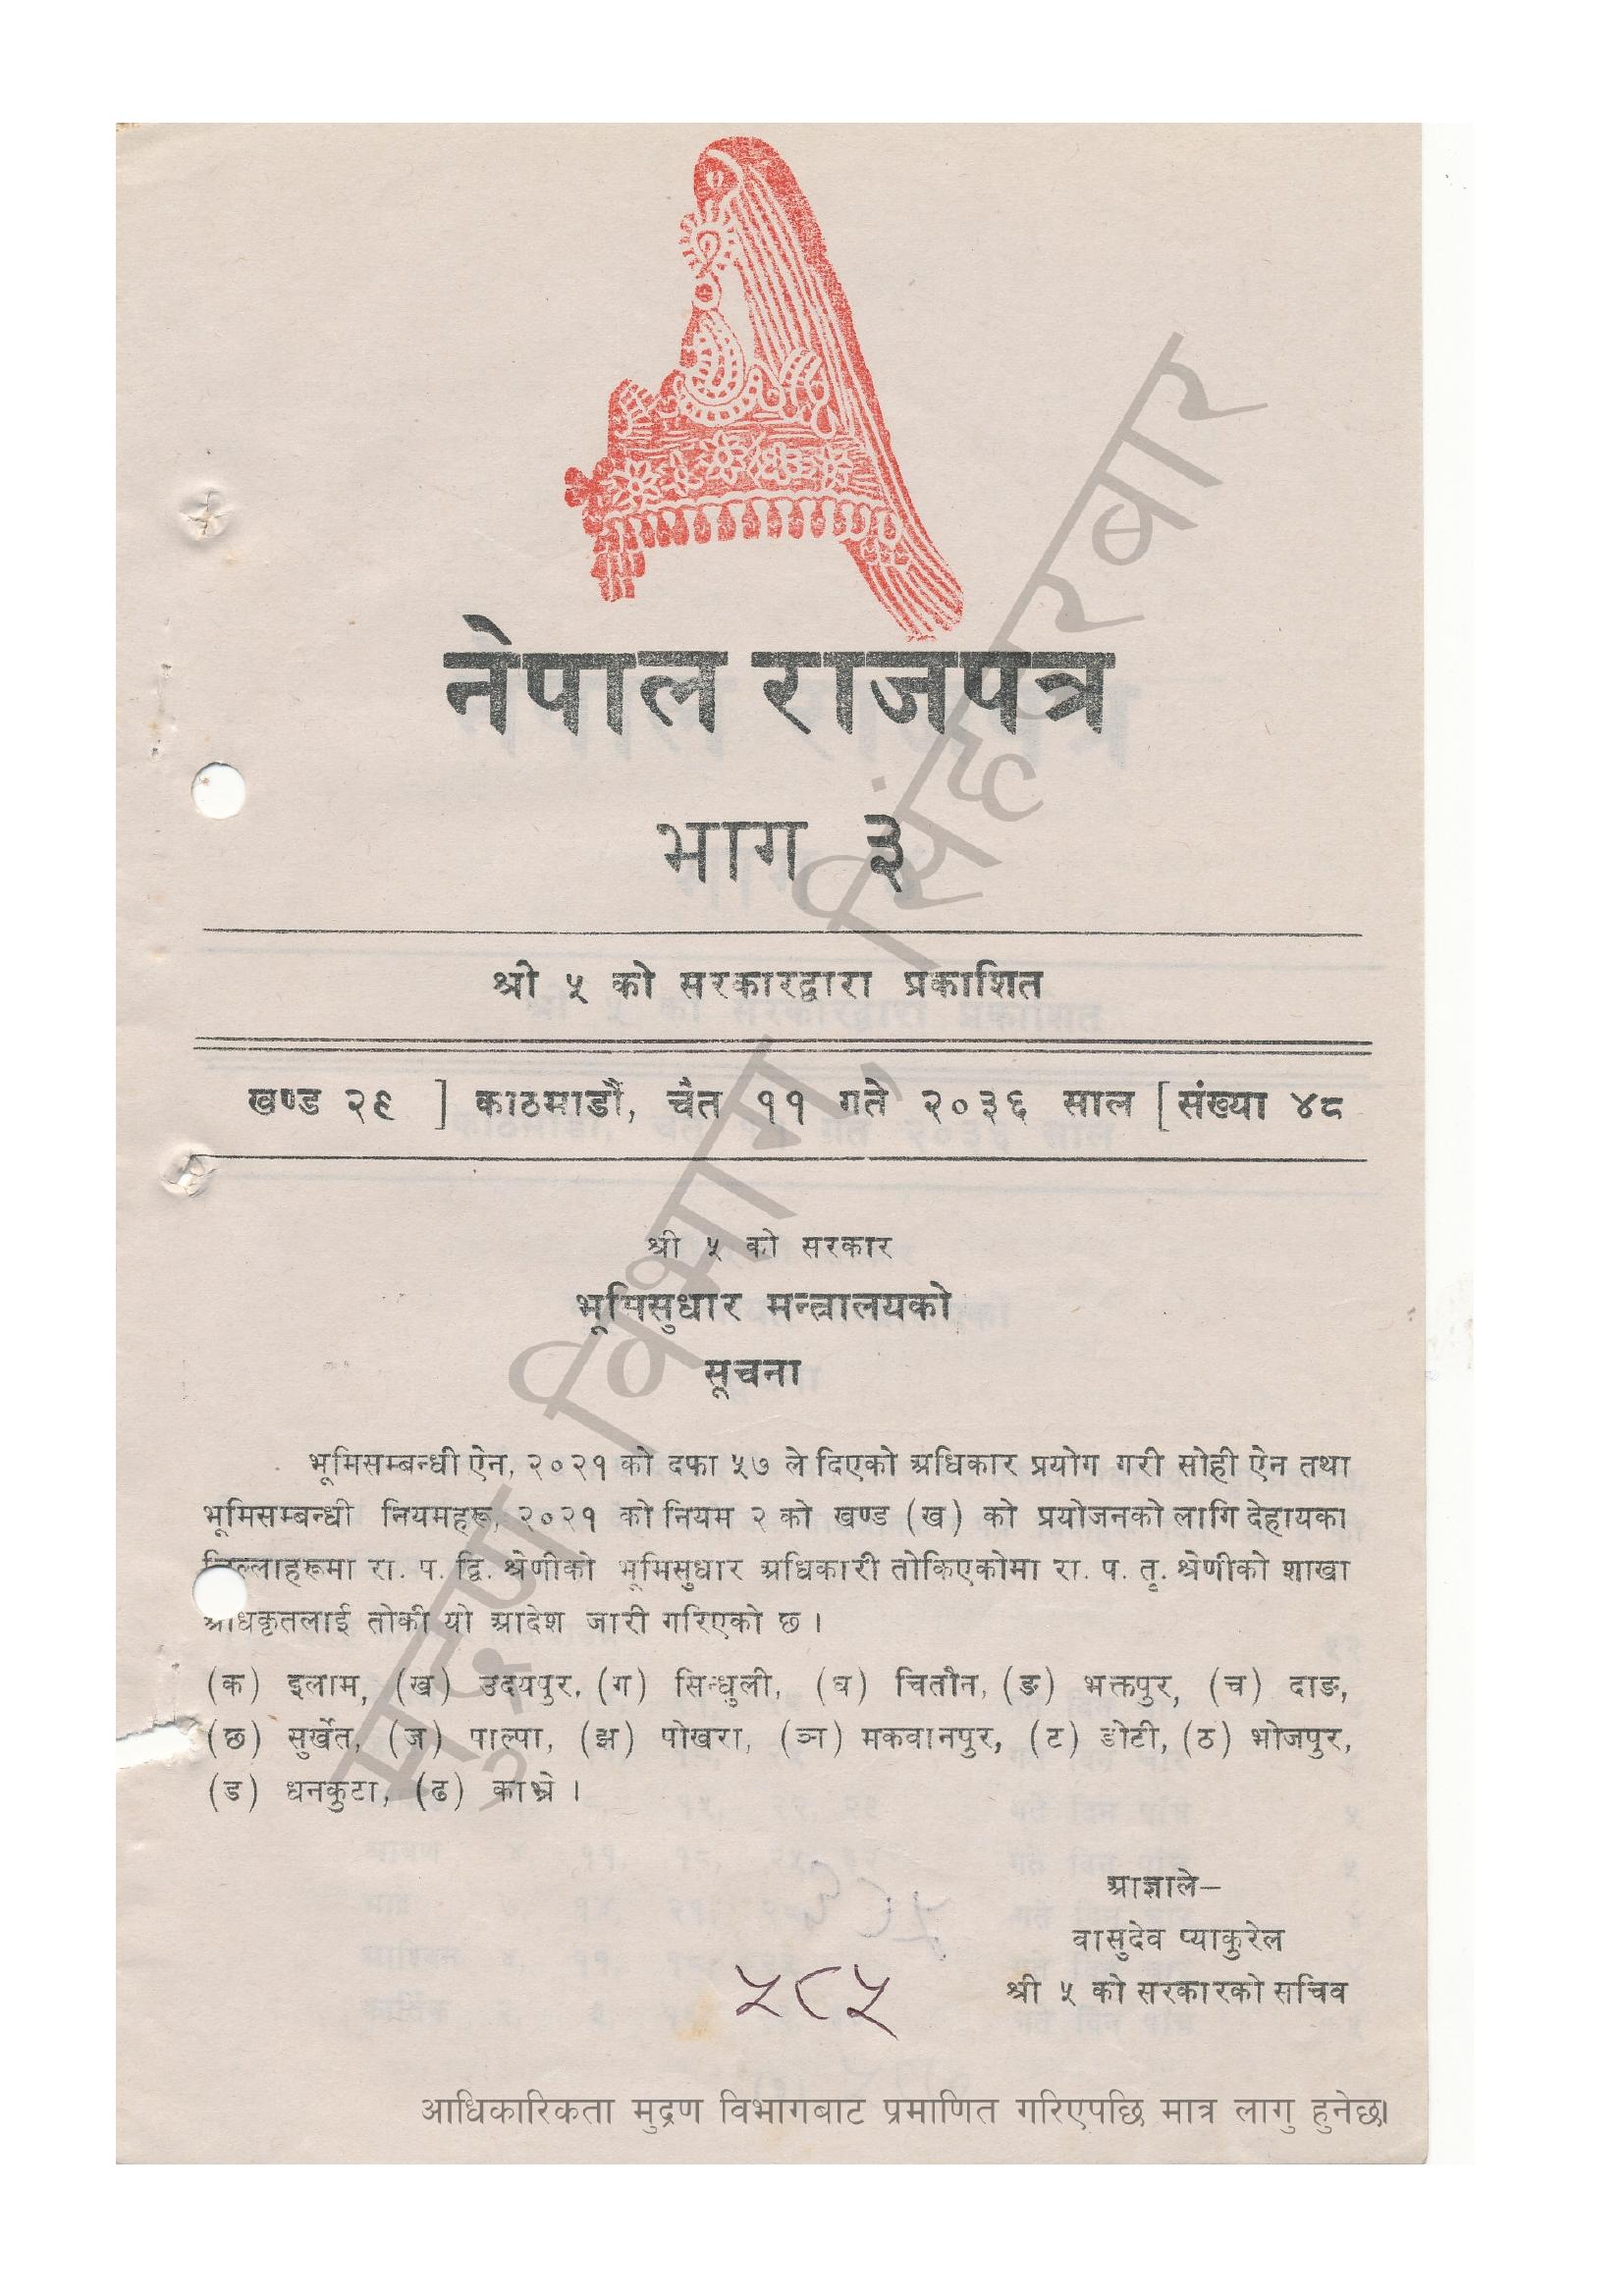 नेपाल राजपत्र
भाग ३
श्री ५ को सरकारद्वारा प्रकाशित
खण्ड २९ ] काठमाडौं, चैत ११ गते २०३६ साल [ संख्या ४८
श्री ५ को सरकार
भूमिसुधार मन्त्रालयको
सूचना
भूमिसम्बन्धी ऐन, २०२१ को दफा ५७ ले दिएको अधिकार प्रयोग गरी सोही ऐन तथा
भूमिसम्बन्धी नियमहरू, २०२१ को नियम २ को खण्ड (ख) को प्रयोजनको लागि देहायका
जिल्लाहरूमा रा. प. द्वि. श्रेणीको भूमिसुधार अधिकारी तोकिएकोमा रा. प. तृ. श्रेणीको शाखा
अधिकृतलाई तोकी यो आदेश जारी गरिएको छ ।
(क) इलाम, (ख) उदयपुर, (ग) सिन्धुली, (घ) चितौन, (ङ) भक्तपुर, (च) दाङ,
(छ) सुर्खेत, (ज) पाल्पा, (झ) पोखरा, (ञ) मकवानपुर, (ट) डोटी, (ठ) भोजपुर,
(ड) धनकुटा, (ढ) काभ्रे ।
आज्ञाले–
वासुदेव प्याकुरेल
श्री ५ को सरकारको सचिव
५८५
मुद्रण विभाग, सिंहदरबार
आधिकारिकता मुद्रण विभागबाट प्रमाणित गरिएपछि मात्र लागु हुनेछ।